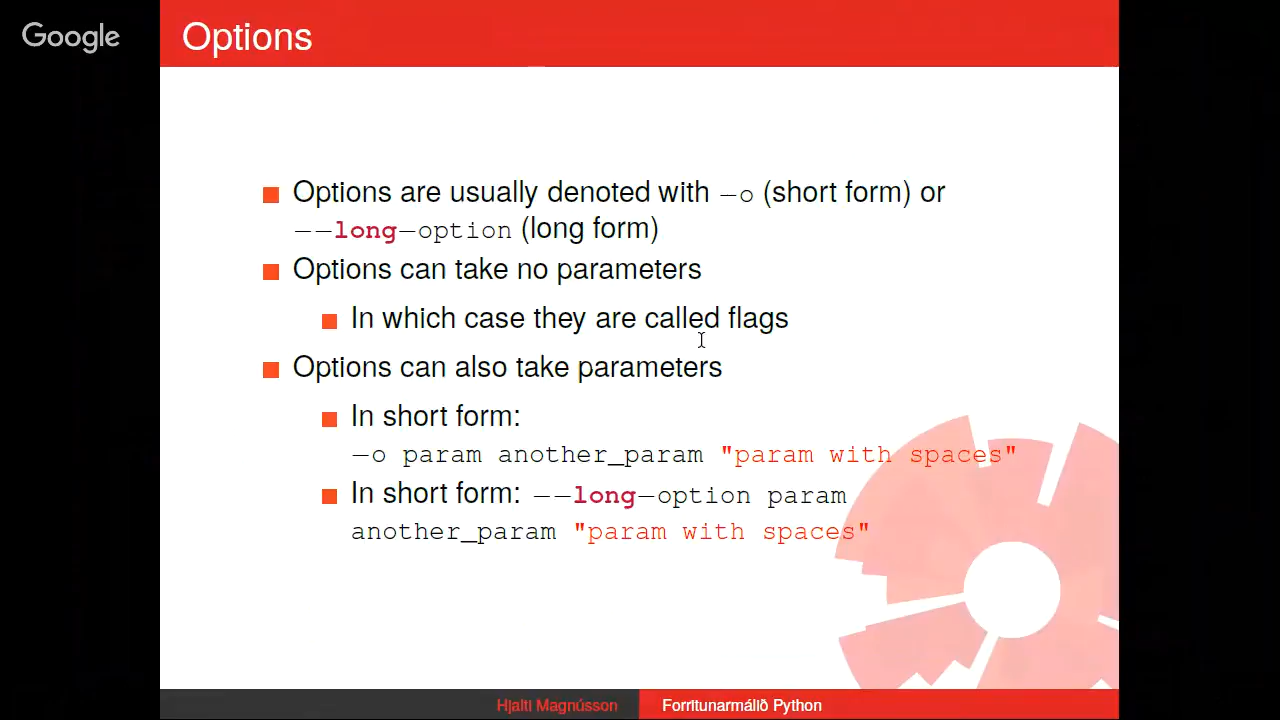 Google
Options
Options are usually denoted with -o (short form) or
--long-option (long form)
Options can take no parameters
In which case they are called flags
Options can also take parameters
In short form:
-o param another_param "param with spaces"
In short form: --long-option param
another_param "param with spaces"
Hjalti Magnússon
Forritunarmálið Python